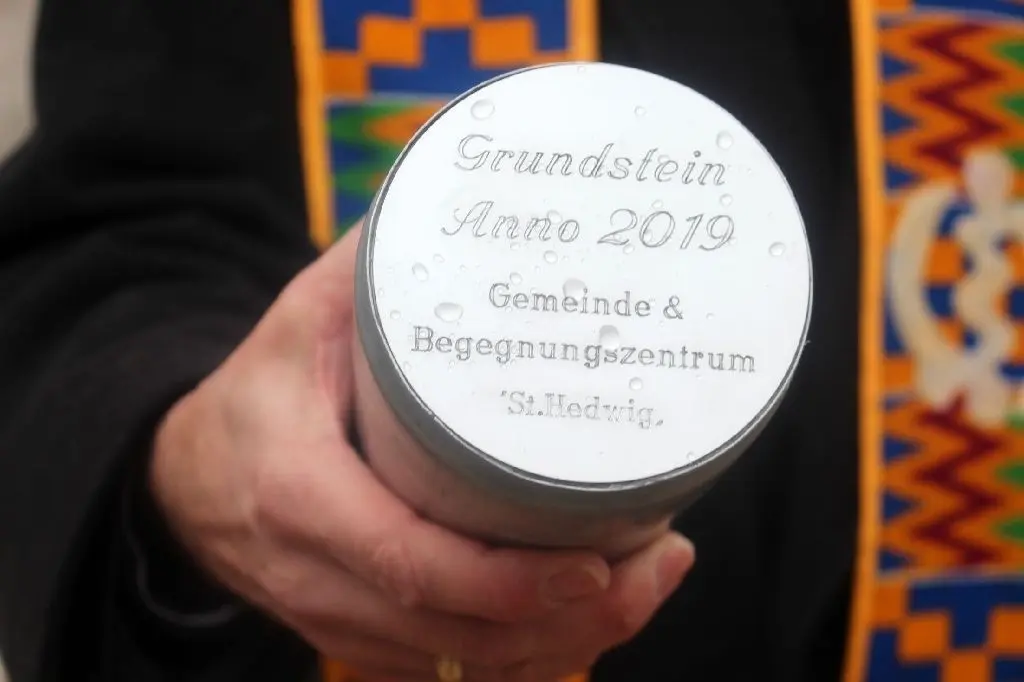 Grundstein
Anno 2019
Gemeinde &
Begegnungszentrum
"St.Hedwig"